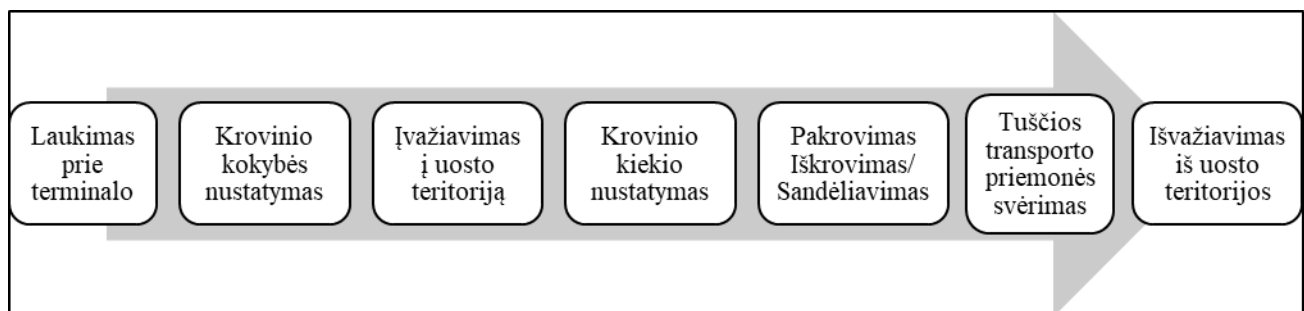 Laukimas
prie
terminalo
Krovinio
kokybės
nustatymas
Įvažiavimas
į uosto
teritoriją
Krovinio
kiekio
nustatymas
Pakrovimas
Iškrovimas/
Sandėliavimas
Tuščios
transporto
priemonės
svėrimas
Išvažiavimas
iš uosto
teritorijos